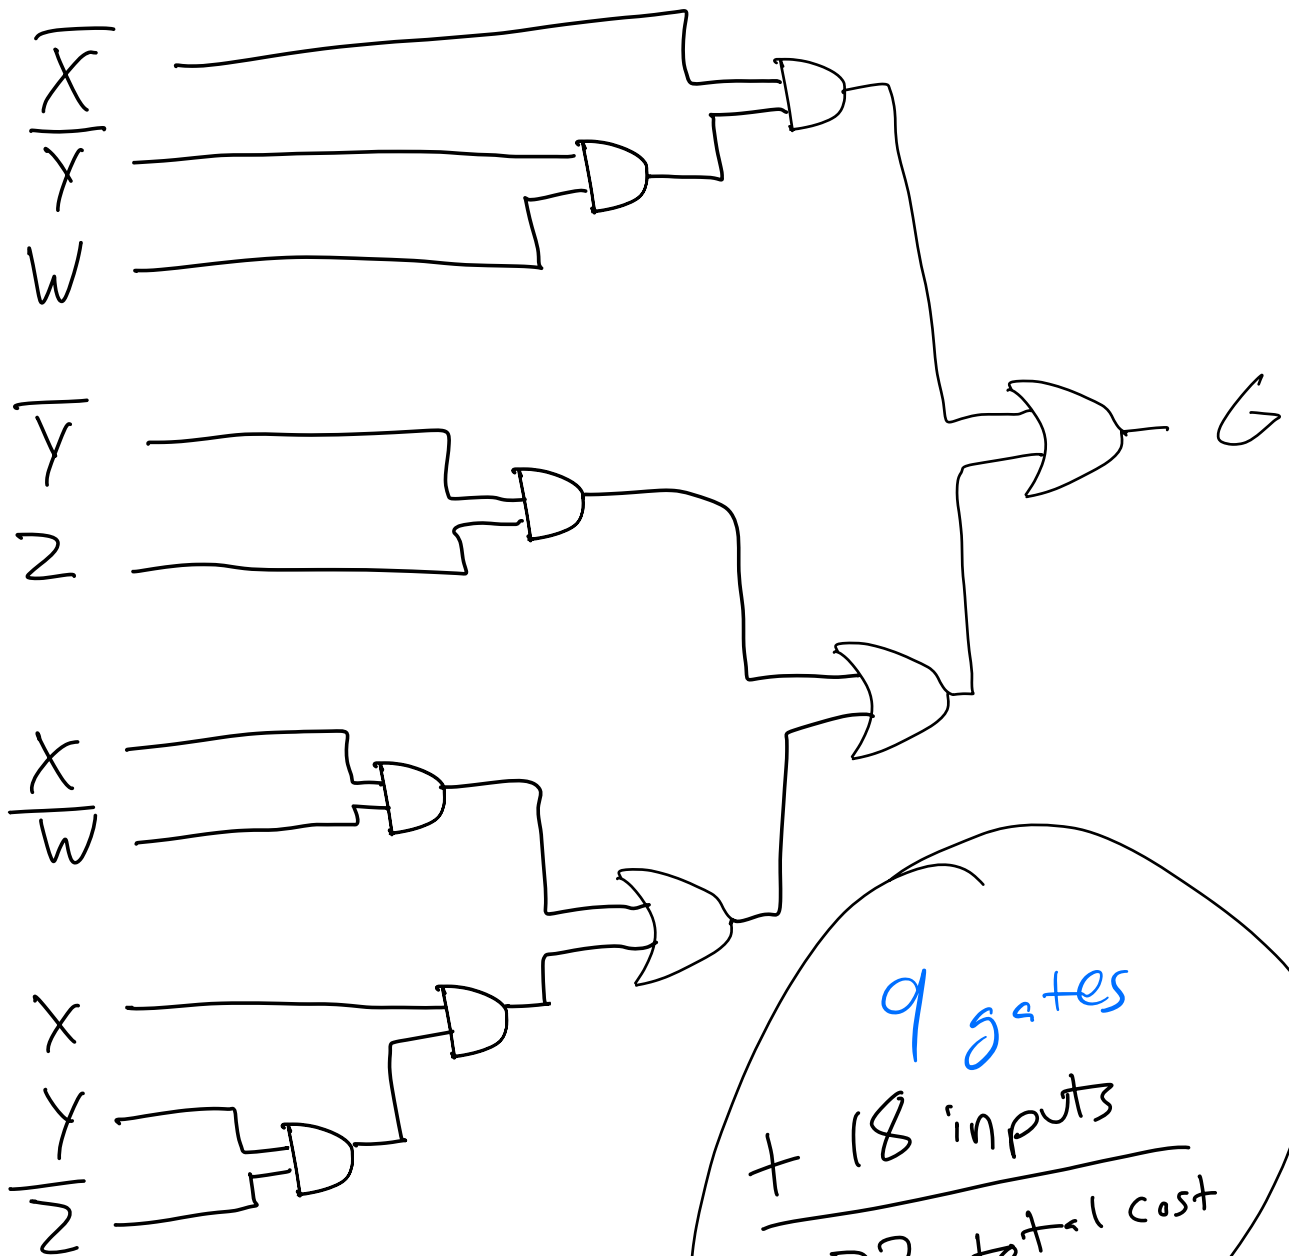 X̅
Y̅
W
G
Y̅
Z
X
W̅
X
Y
Z̅
9 gates
+ 18 inputs
total cost